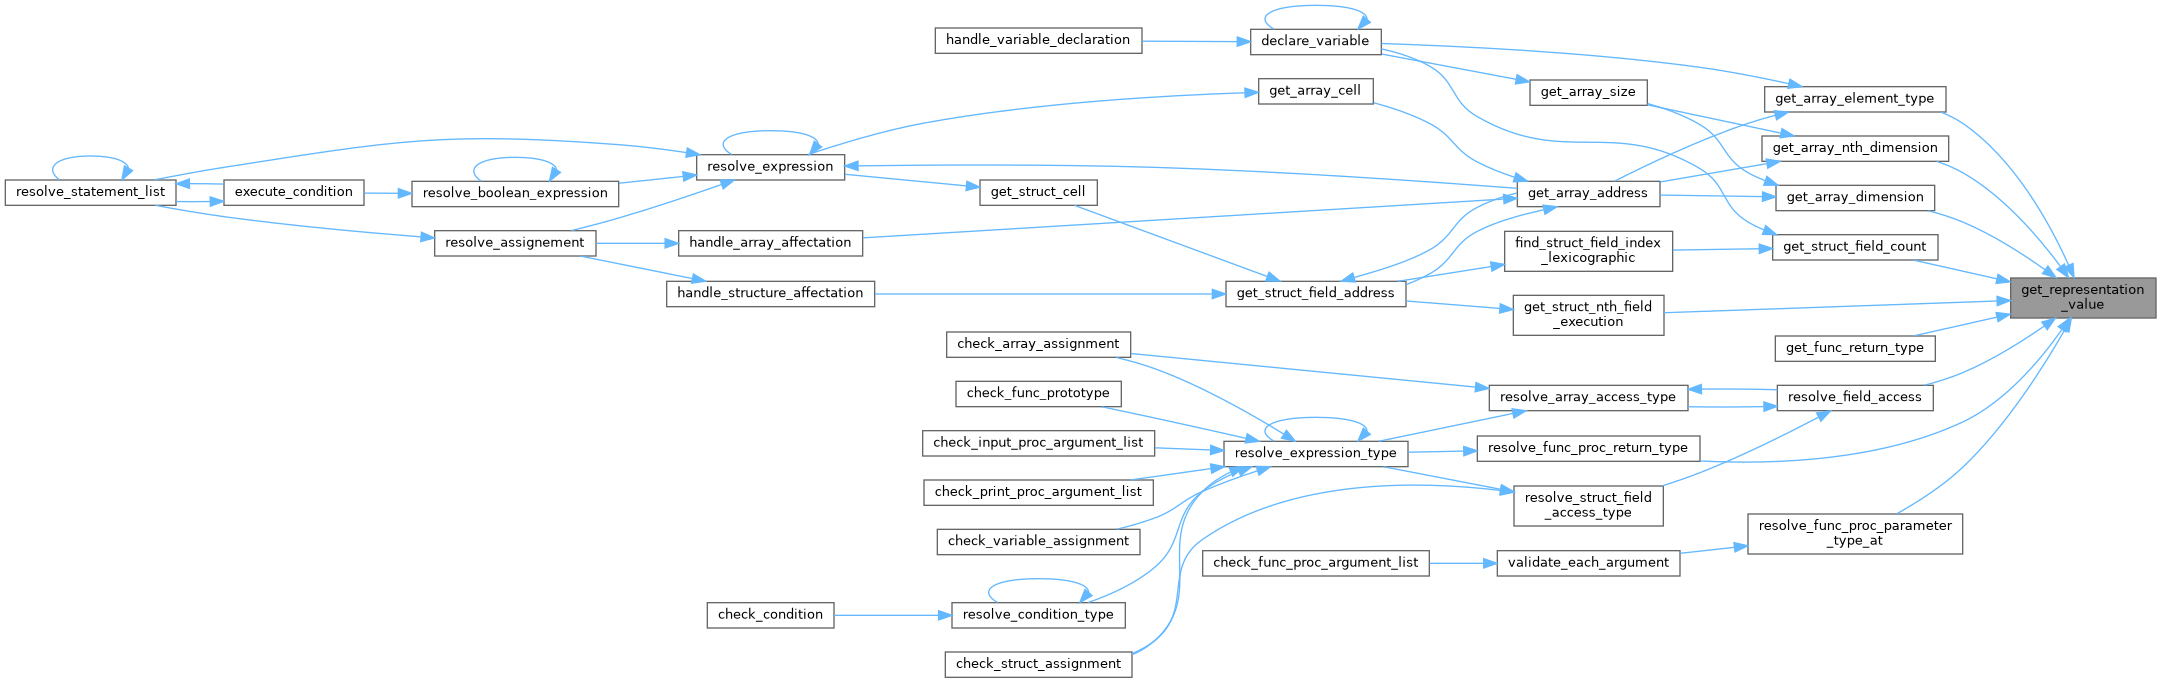 handle_variable_declaration
declare_variable
get_array_cell
get_array_size
get_array_element_type
get_array_nth_dimension
resolve_expression
resolve_statement_list
execute_condition
resolve_boolean_expression
get_struct_cell
get_array_address
get_array_dimension
resolve_assignement
handle_array_affectation
find_struct_field_index
_lexicographic
get_struct_field_count
handle_structure_affectation
get_struct_field_address
get_representation
_value
get_struct_nth_field
_execution
check_array_assignment
get_func_return_type
check_func_prototype
resolve_array_access_type
resolve_field_access
check_input_proc_argument_list
resolve_expression_type
resolve_func_proc_return_type
check_print_proc_argument_list
resolve_struct_field
_access_type
check_variable_assignment
resolve_func_proc_parameter
_type_at
check_func_proc_argument_list
validate_each_argument
check_condition
resolve_condition_type
check_struct_assignment